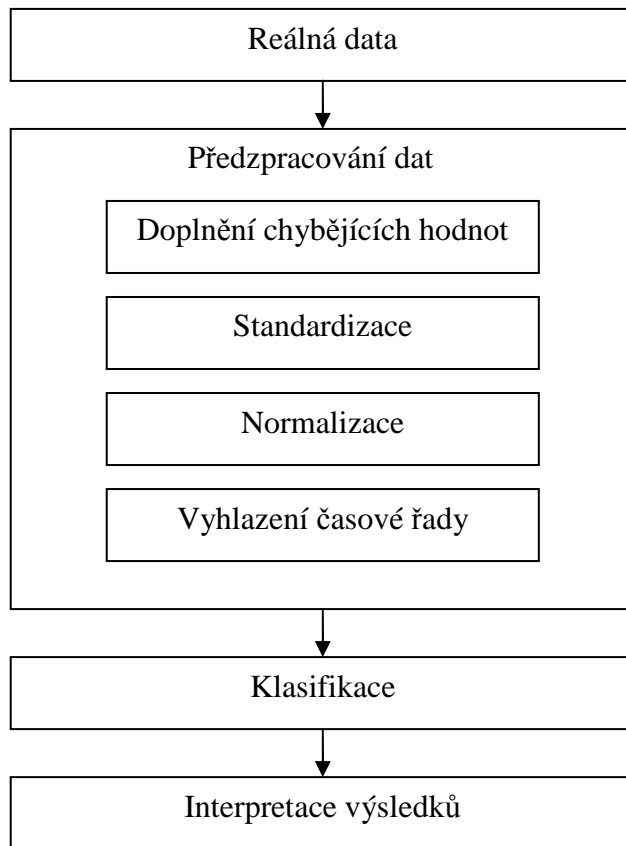 Reálná data
Předzpracování dat
Doplnění chybějících hodnot
Standardizace
Normalizace
Vyhlazení časové řady
Klasifikace
Interpretace výsledků